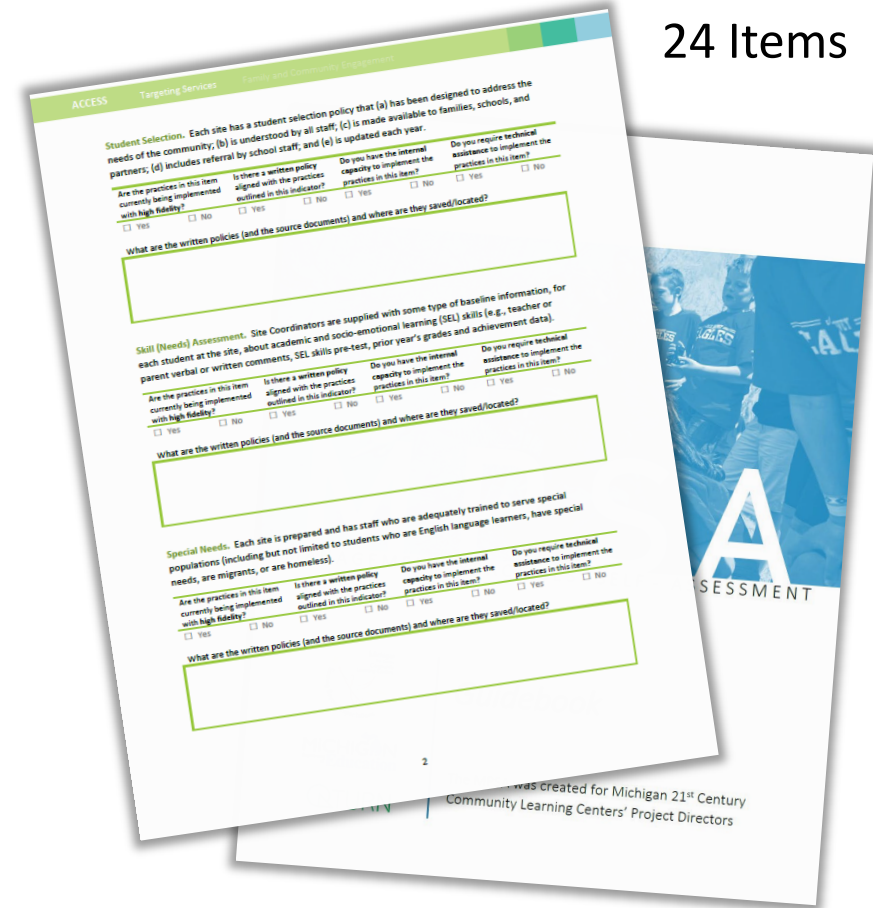 24 Items
ACCESS Targeting Services Family and Community Engagement
Student Selection. Each site has a student selection policy that (a) has been designed to address the
needs of the community; (b) is understood by all staff; (c) is made available to families, schools, and
partners; (d) includes referral by school staff; and (e) is updated each year.
Are the practices in this item
currently being implemented
with high fidelity?
☐ Yes ☐ No
Is there a written policy
aligned with the practices
outlined in this indicator?
☐ Yes ☐ No
Do you have the internal
capacity to implement the
practices in this item?
☐ Yes ☐ No
Do you require technical
assistance to implement the
practices in this item?
☐ Yes ☐ No
What are the written policies (and the source documents) and where are they saved/located?
Skill (Needs) Assessment. Site Coordinators are supplied with some type of baseline information, for
each student at the site, about academic and socio-emotional learning (SEL) skills (e.g., teacher or
parent verbal or written comments, SEL skills pre-test, prior year's grades and achievement data).
Are the practices in this item
currently being implemented
with high fidelity?
☐ Yes ☐ No
Is there a written policy
aligned with the practices
outlined in this indicator?
☐ Yes ☐ No
Do you have the internal
capacity to implement the
practices in this item?
☐ Yes ☐ No
Do you require technical
assistance to implement the
practices in this item?
☐ Yes ☐ No
What are the written policies (and the source documents) and where are they saved/located?
Special Needs. Each site is prepared and has staff who are adequately trained to serve special
populations (including but not limited to students who are English language learners, have special
needs, are migrants, or are homeless).
Are the practices in this item
currently being implemented
with high fidelity?
☐ Yes ☐ No
Is there a written policy
aligned with the practices
outlined in this indicator?
☐ Yes ☐ No
Do you have the internal
capacity to implement the
practices in this item?
☐ Yes ☐ No
Do you require technical
assistance to implement the
practices in this item?
☐ Yes ☐ No
What are the written policies (and the source documents) and where are they saved/located?
2
A
SESSMENT
was created for Michigan 21st Century
Community Learning Centers' Project Directors